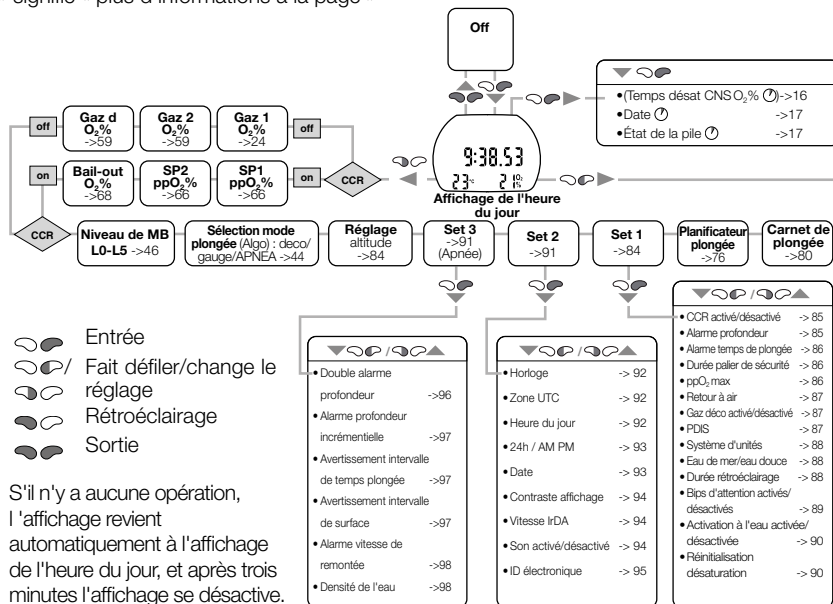 signifie « plus d'informations à la page »
Off
•(Temps désat CNS O₂% )->16
•Date ->17
•État de la pile ->17
off
Gaz d
O₂%
->59
Gaz 2
O₂%
->59
Gaz 1
O₂%
->24
off
on
Bail-out
O₂%
->68
SP2
ppO₂%
->66
SP1
ppO₂%
->66
on
CCR
9:38.53
23°c 21 O₂%
Affichage de l'heure
du jour
CCR
Niveau de MB
L0-L5 ->46
Sélection mode
plongée (Algo) : deco/
gauge/APNEA ->44
Réglage
altitude
->84
Set 3
->91
(Apnée)
Set 2
->91
Set 1
->84
Planificateur
plongée
->76
Carnet de
plongée
->80
Entrée
/ Fait défiler/change le
réglage
Rétroéclairage
Sortie
S'il n'y a aucune opération,
l 'affichage revient
automatiquement à l'affichage
de l'heure du jour, et après trois
minutes l'affichage se désactive.
/
• Double alarme
profondeur ->96
• Alarme profondeur
incrémentielle ->97
• Avertissement intervalle
de temps plongée ->97
• Avertissement intervalle
de surface ->97
• Alarme vitesse de
remontée ->98
• Densité de l'eau ->98
/
• Horloge -> 92
• Zone UTC -> 92
• Heure du jour -> 92
• 24h / AM PM -> 93
• Date -> 93
• Contraste affichage -> 94
• Vitesse IrDA -> 94
• Son activé/désactivé -> 94
• ID électronique -> 95
/
• CCR activé/désactivé -> 85
• Alarme profondeur -> 85
• Alarme temps de plongée -> 86
• Durée palier de sécurité -> 86
• ppO₂ max -> 86
• Retour à air -> 87
• Gaz déco activé/désactivé -> 87
• PDIS -> 87
• Système d'unités -> 88
• Eau de mer/eau douce -> 88
• Durée rétroéclairage -> 88
• Bips d'attention activés/
désactivés -> 89
• Activation à l'eau activée/
désactivée -> 90
• Réinitialisation
désaturation -> 90